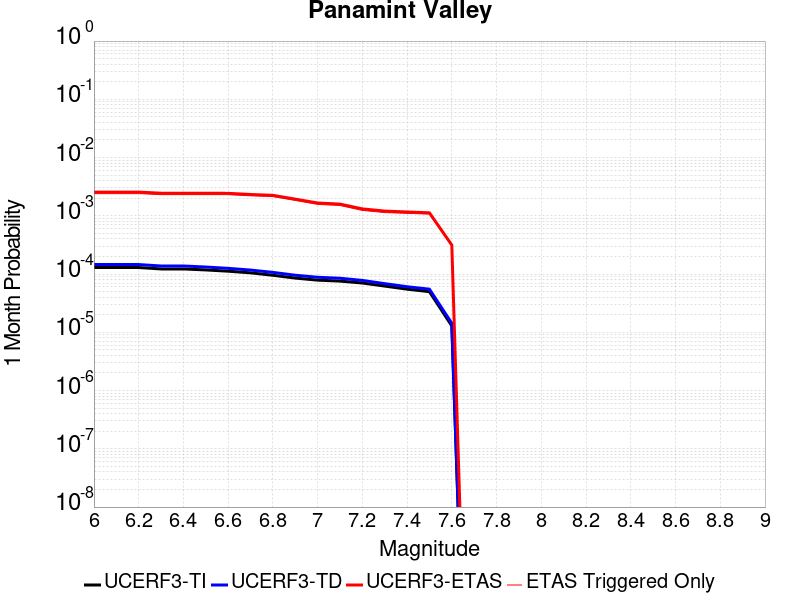 Panamint Valley
10^0
10^-1
10^-2
10^-3
10^-4
10^-5
10^-6
10^-7
10^-8
1 Month Probability
6 6.2 6.4 6.6 6.8 7 7.2 7.4 7.6 7.8 8 8.2 8.4 8.6 8.8 9
Magnitude
UCERF3-TI UCERF3-TD UCERF3-ETAS ETAS Triggered Only